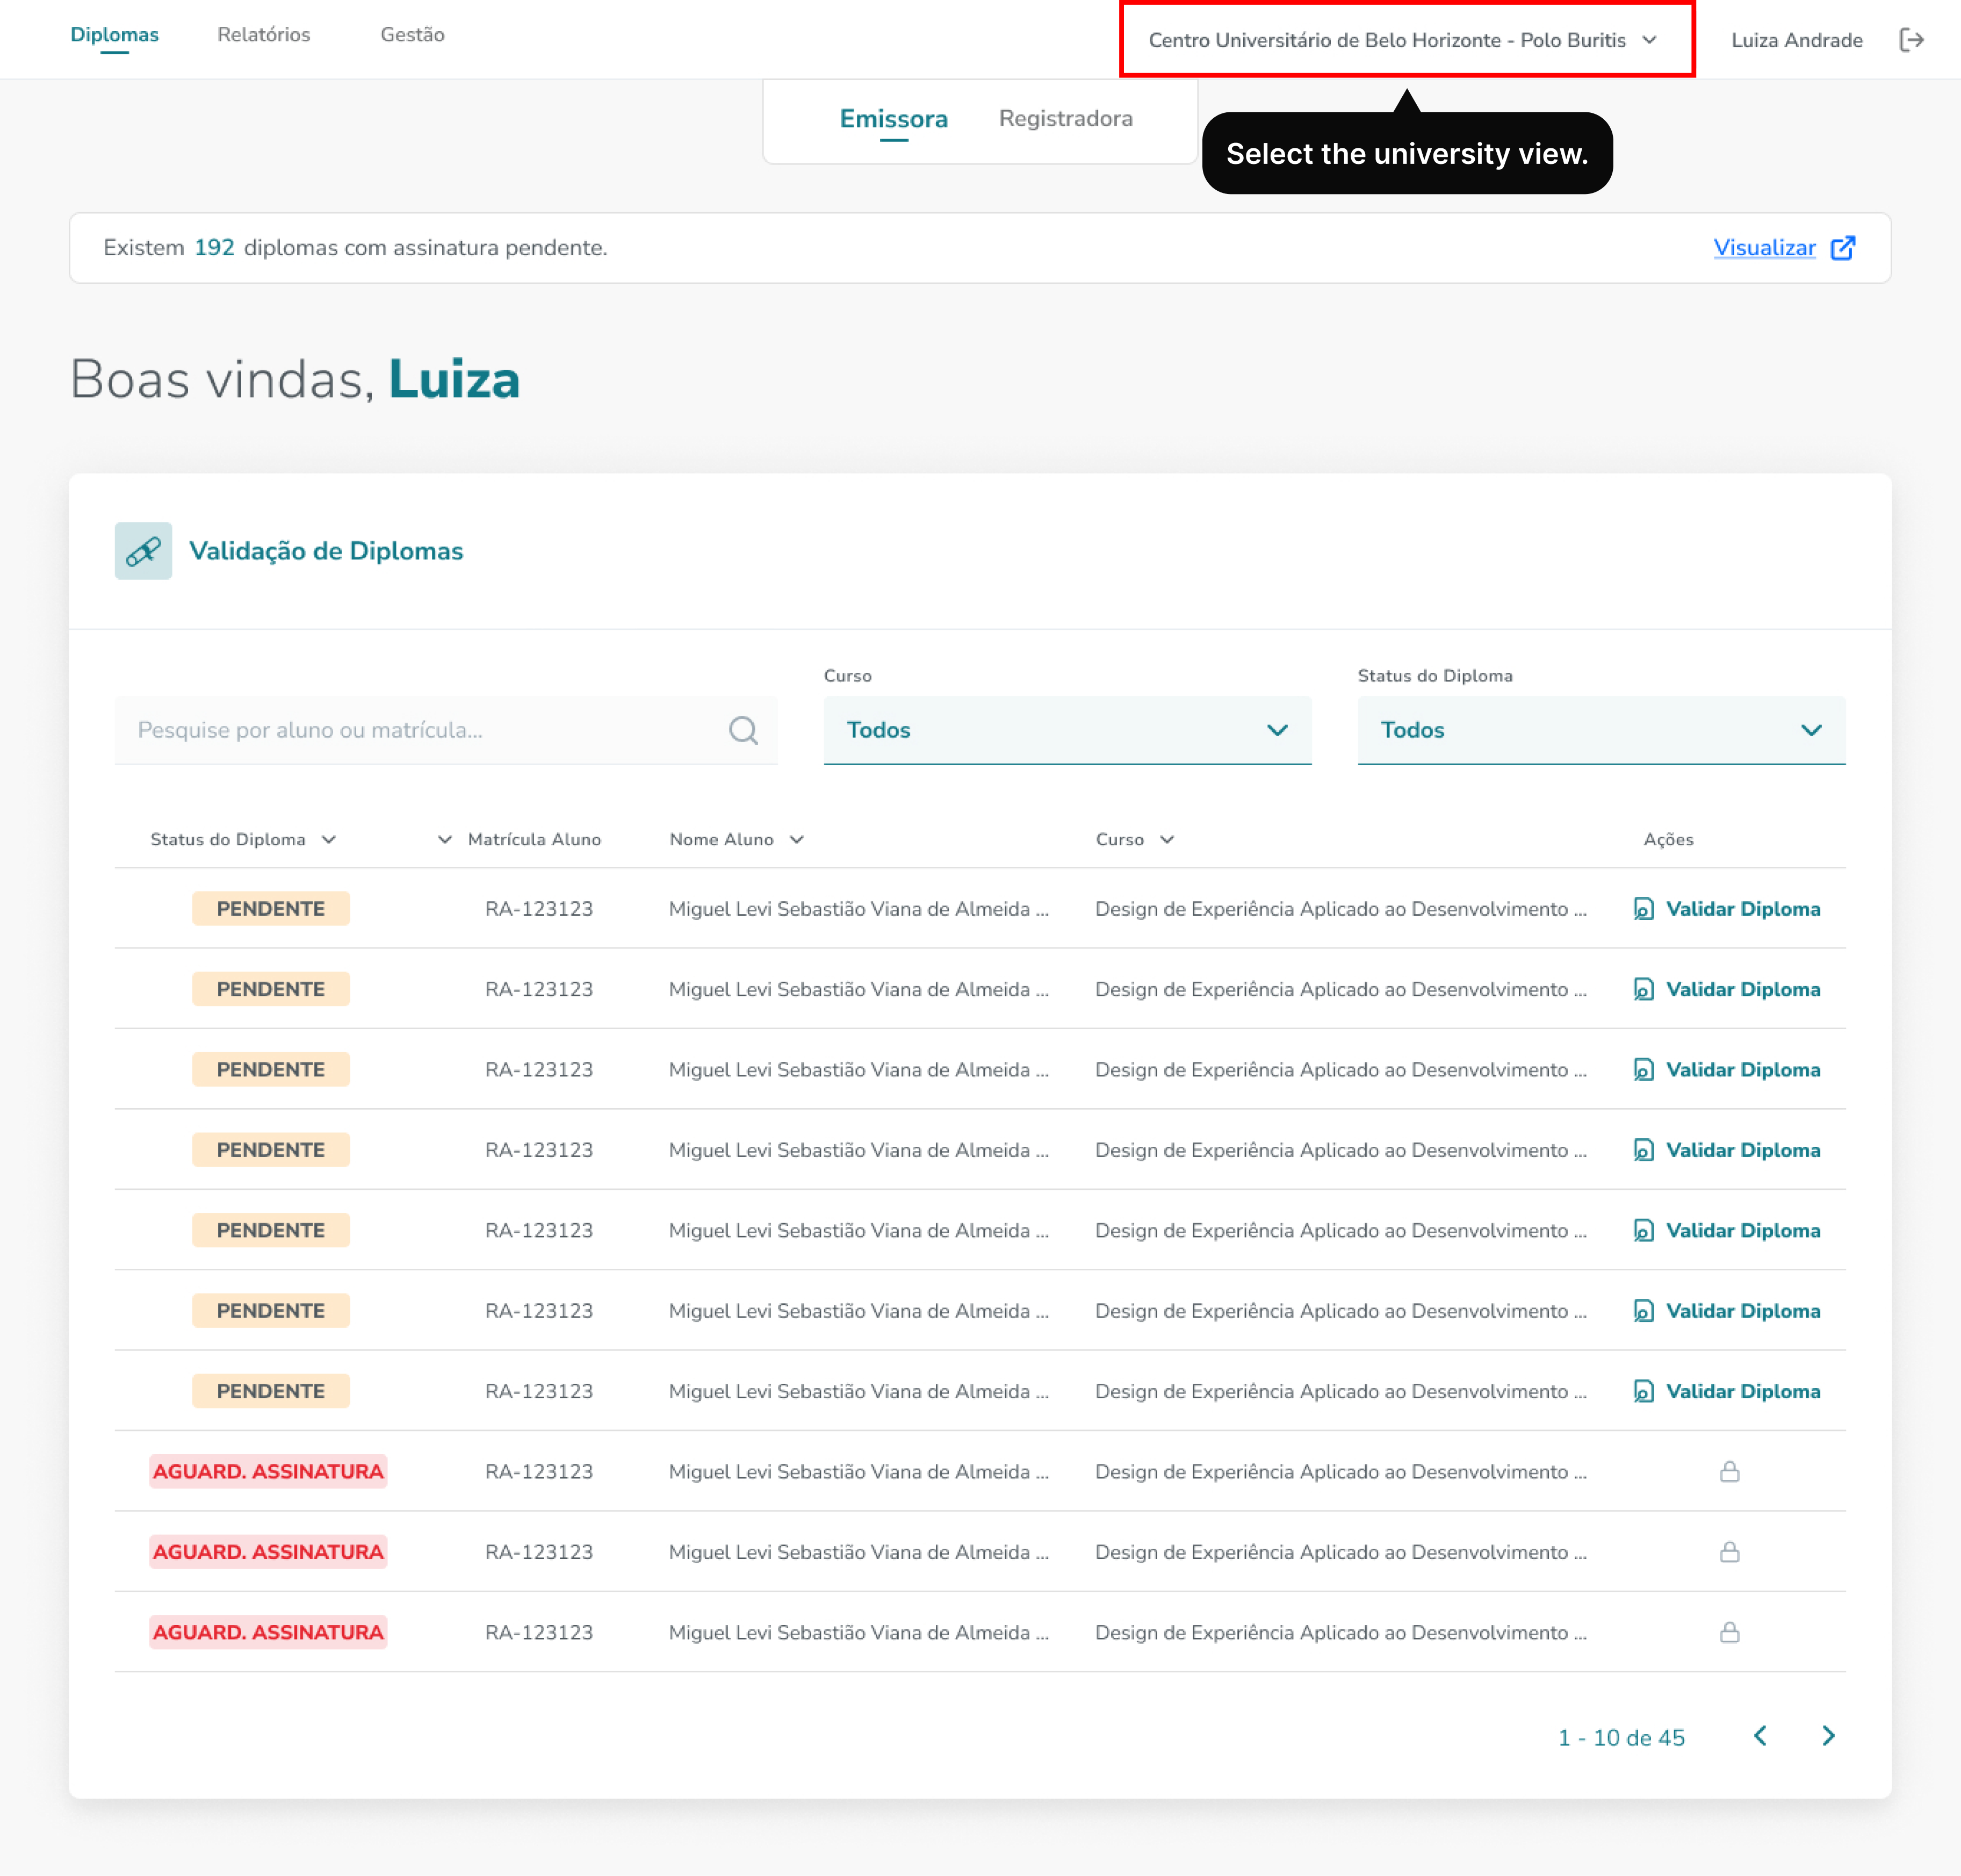 Diplomas Relatórios Gestão Centro Universitário de Belo Horizonte - Polo Buritis Luiza Andrade
Emissora Registradora
Select the university view.
Existem 192 diplomas com assinatura pendente. Visualizar
Boas vindas, Luiza
Validação de Diplomas
Curso Status do Diploma
Pesquise por aluno ou matrícula... Todos Todos
Status do Diploma Matrícula Aluno Nome Aluno Curso Ações
PENDENTE RA-123123 Miguel Levi Sebastião Viana de Almeida ... Design de Experiência Aplicado ao Desenvolvimento ... Validar Diploma
PENDENTE RA-123123 Miguel Levi Sebastião Viana de Almeida ... Design de Experiência Aplicado ao Desenvolvimento ... Validar Diploma
PENDENTE RA-123123 Miguel Levi Sebastião Viana de Almeida ... Design de Experiência Aplicado ao Desenvolvimento ... Validar Diploma
PENDENTE RA-123123 Miguel Levi Sebastião Viana de Almeida ... Design de Experiência Aplicado ao Desenvolvimento ... Validar Diploma
PENDENTE RA-123123 Miguel Levi Sebastião Viana de Almeida ... Design de Experiência Aplicado ao Desenvolvimento ... Validar Diploma
PENDENTE RA-123123 Miguel Levi Sebastião Viana de Almeida ... Design de Experiência Aplicado ao Desenvolvimento ... Validar Diploma
PENDENTE RA-123123 Miguel Levi Sebastião Viana de Almeida ... Design de Experiência Aplicado ao Desenvolvimento ... Validar Diploma
AGUARD. ASSINATURA RA-123123 Miguel Levi Sebastião Viana de Almeida ... Design de Experiência Aplicado ao Desenvolvimento ...
AGUARD. ASSINATURA RA-123123 Miguel Levi Sebastião Viana de Almeida ... Design de Experiência Aplicado ao Desenvolvimento ...
AGUARD. ASSINATURA RA-123123 Miguel Levi Sebastião Viana de Almeida ... Design de Experiência Aplicado ao Desenvolvimento ...
1 - 10 de 45